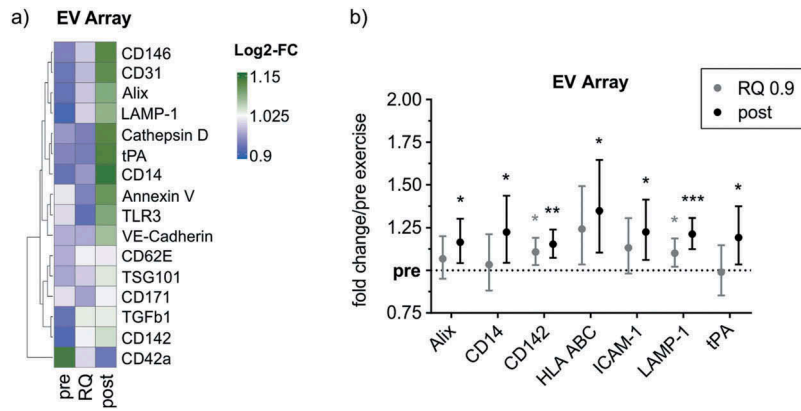 a)
EV Array
CD146
CD31
Alix
LAMP-1
Cathepsin D
tPA
CD14
Annexin V
TLR3
VE-Cadherin
CD62E
TSG101
CD171
TGFb1
CD142
CD42a
pre
RQ
post
Log2-FC
1.15
1.025
0.9
b)
EV Array
RQ 0.9
post
fold change/pre exercise
2.00
1.75
1.50
1.25
pre
0.75
*
*
*
**
*
*
*
***
*
Alix
CD14
CD142
HLA ABC
ICAM-1
LAMP-1
tPA